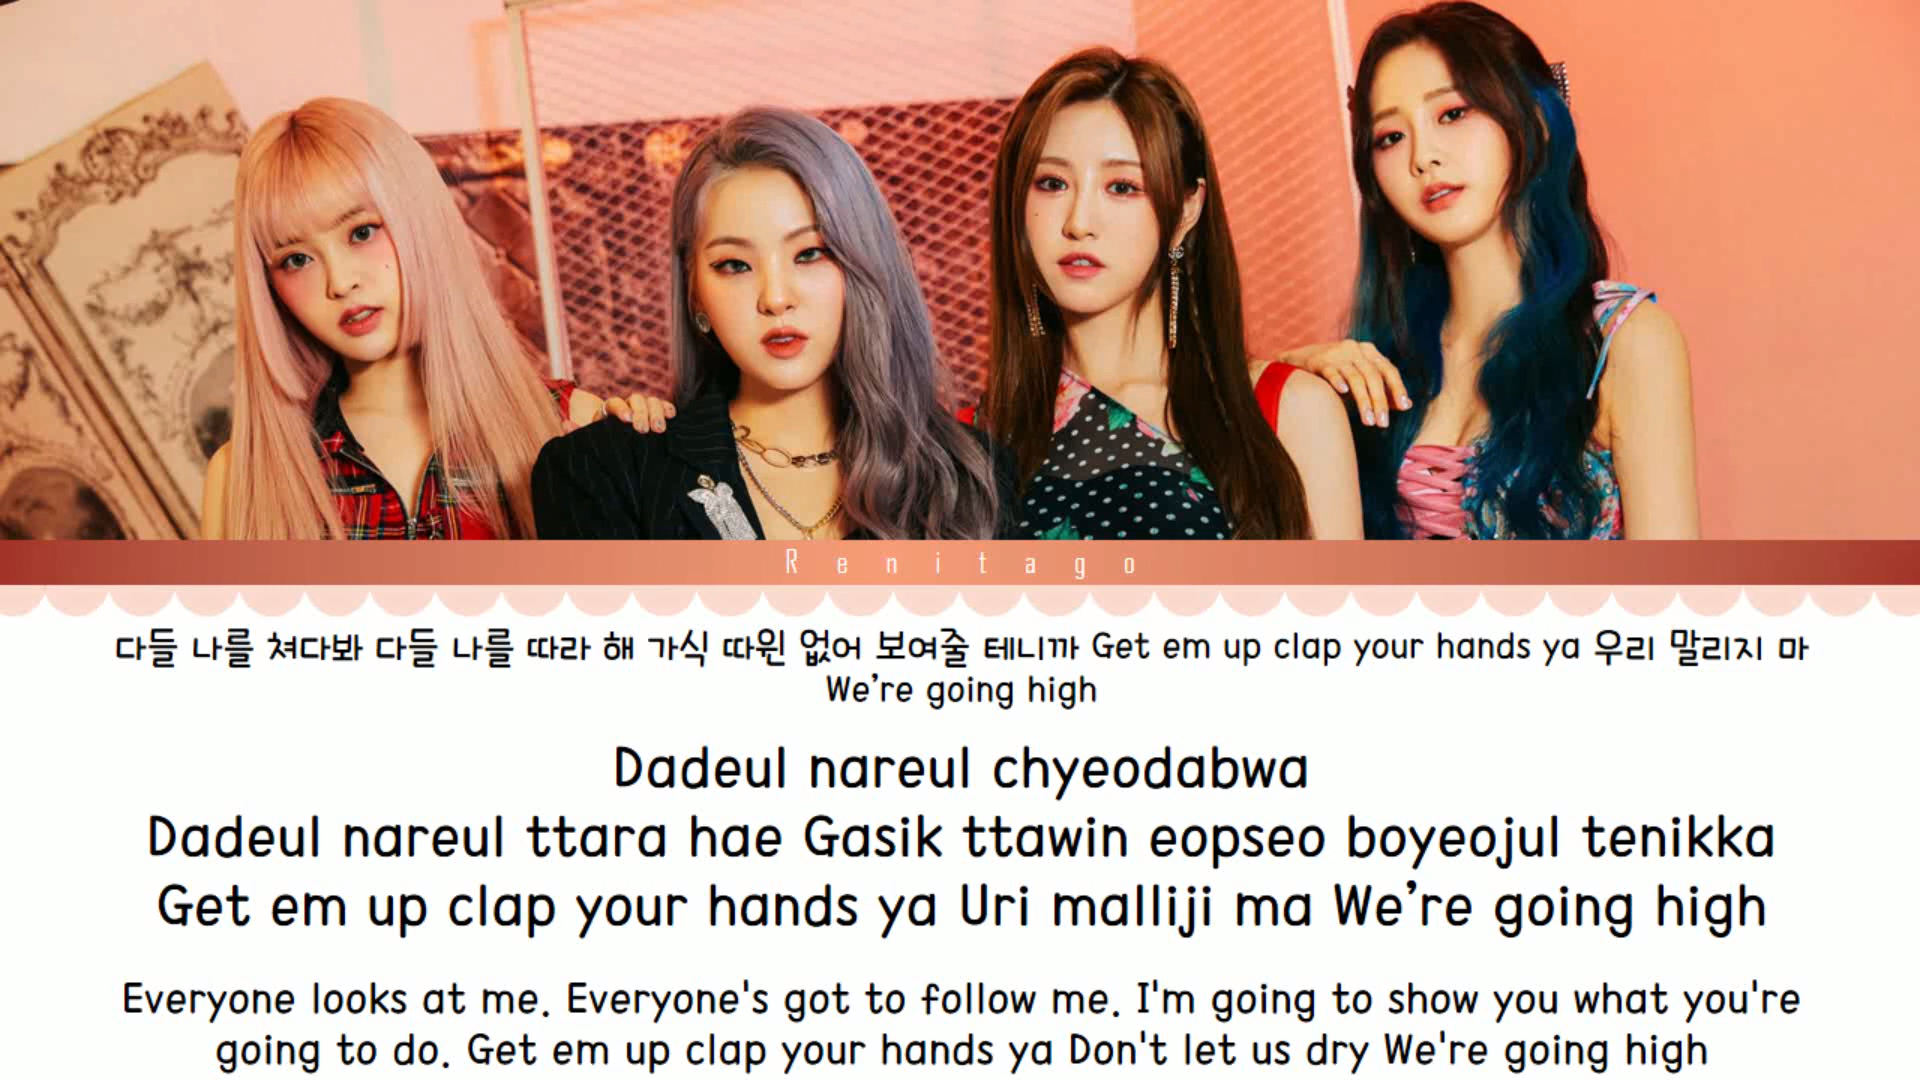 Renitago
다들 나를 쳐다봐 다들 나를 따라 해 가식 따윈 없어 보여줄 테니까 Get em up clap your hands ya 우리 말리지 마
We’re going high
Dadeul nareul chyeodabwa
Dadeul nareul ttara hae Gasik ttawin eopseo boyeojul tenikka
Get em up clap your hands ya Uri malliji ma We’re going high
Everyone looks at me. Everyone's got to follow me. I'm going to show you what you're
going to do. Get em up clap your hands ya Don't let us dry We're going high